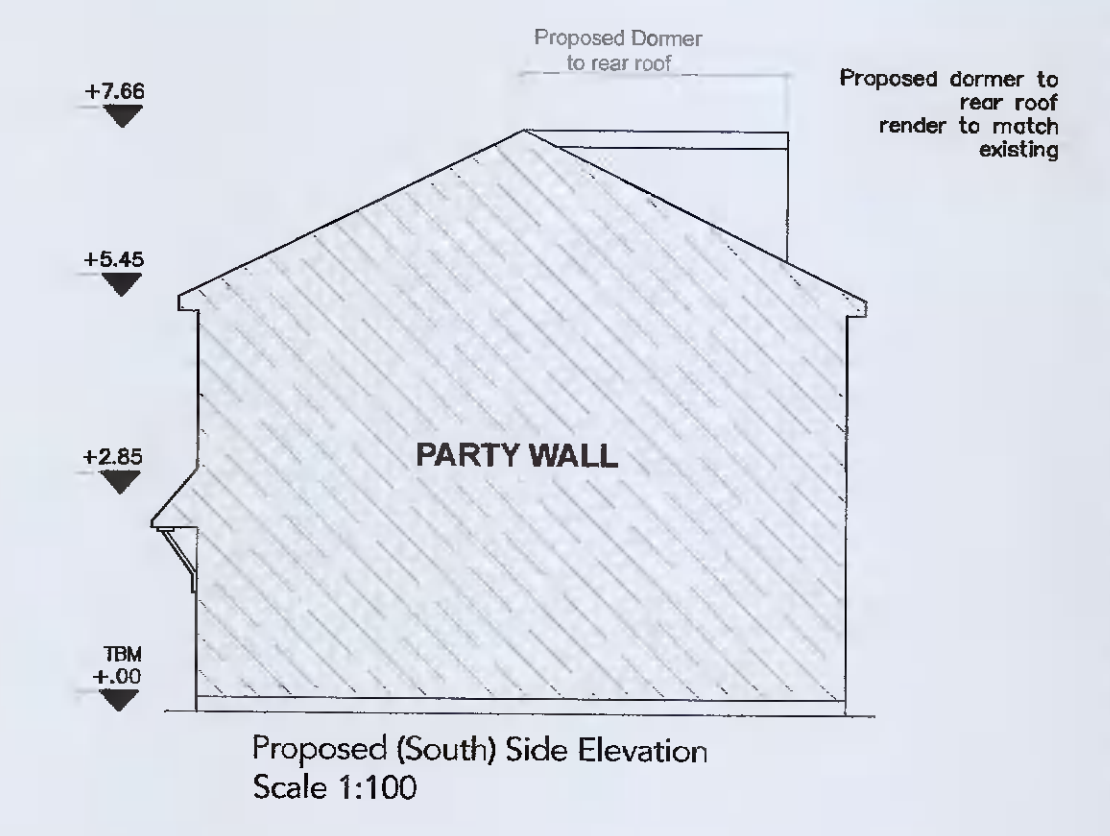 Proposed Dormer
to rear roof
Proposed dormer to
rear roof
render to match
existing
+7.66
+5.45
PARTY WALL
+2.85
TBM
+.00
Proposed (South) Side Elevation
Scale 1:100